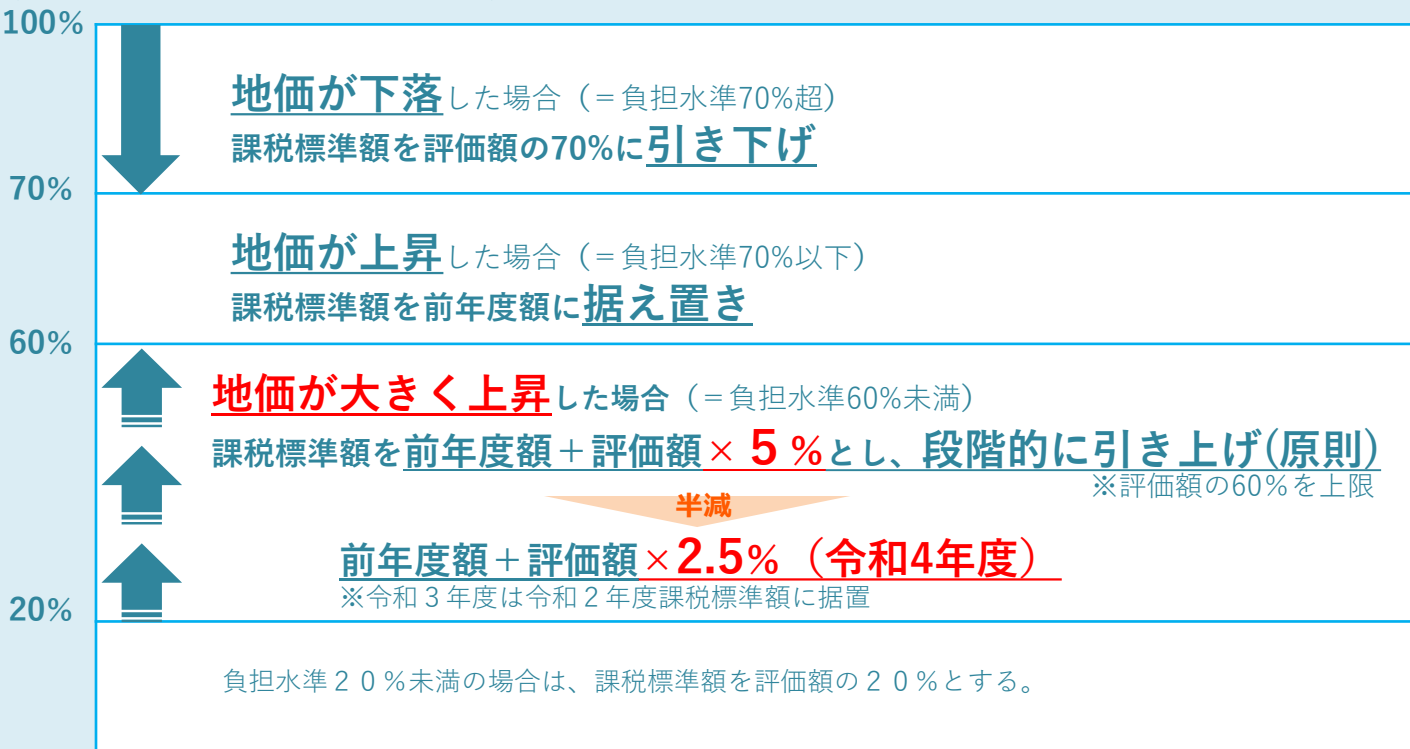 100%
地価が下落した場合（＝負担水準70%超）
課税標準額を評価額の70%に引き下げ
70%
地価が上昇した場合（＝負担水準70%以下）
課税標準額を前年度額に据え置き
60%
地価が大きく上昇した場合（＝負担水準60%未満）
課税標準額を前年度額＋評価額×５%とし、段階的に引き上げ(原則)
※評価額の60%を上限
半減
前年度額＋評価額×2.5%（令和4年度）
※令和３年度は令和２年度課税標準額に据置
20%
負担水準２０%未満の場合は、課税標準額を評価額の２０%とする。